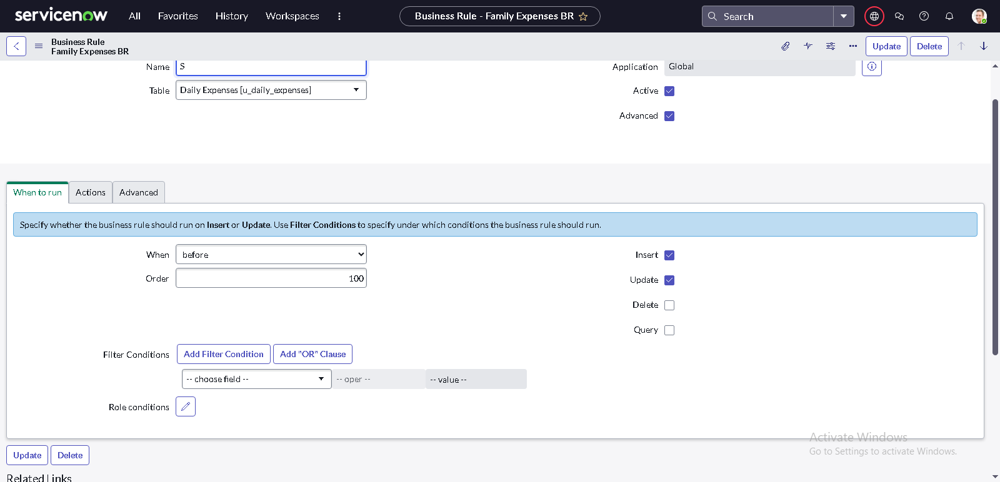 servicenow All Favorites History Workspaces Business Rule - Family Expenses BR Search
Business Rule
Family Expenses BR
Update Delete
Name S Application Global
Table Daily Expenses [u_daily_expenses] Active
Advanced
When to run Actions Advanced
Specify whether the business rule should run on Insert or Update. Use Filter Conditions to specify under which conditions the business rule should run.
When before Insert
Order 100 Update
Delete
Query
Filter Conditions Add Filter Condition Add "OR" Clause
-- choose field -- -- oper -- -- value --
Role conditions
Activate Windows
Go to Settings to activate Windows.
Update Delete
Related Links